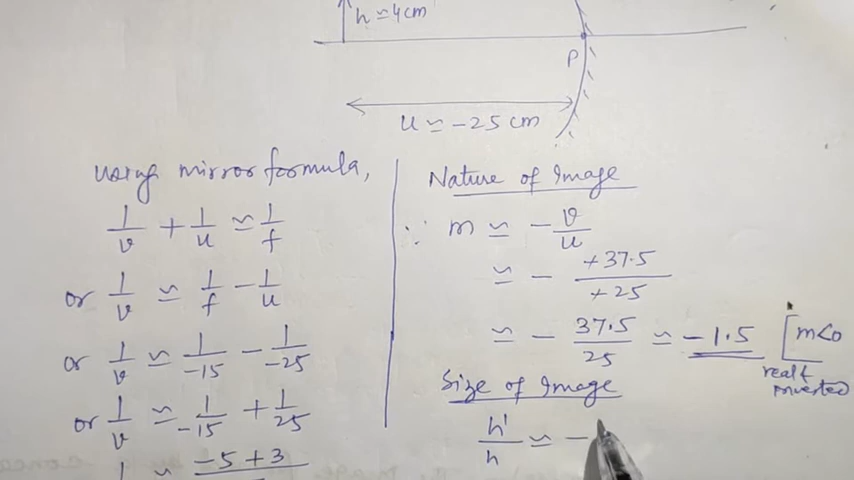 h ≃ 4cm
P
u ≃ -25 cm
using mirror formula,
1/v + 1/u ≃ 1/f
or 1/v ≃ 1/f - 1/u
or 1/v ≃ 1/-15 - 1/-25
or 1/v ≃ 1/-15 + 1/25
-5 + 3
Nature of Image
∵ m ≃ - v/u
≃ - +37.5/+25
≃ - 37.5/25 ≃ -1.5 [m<0
real &
inverted
Size of Image
h'/h ≃ -